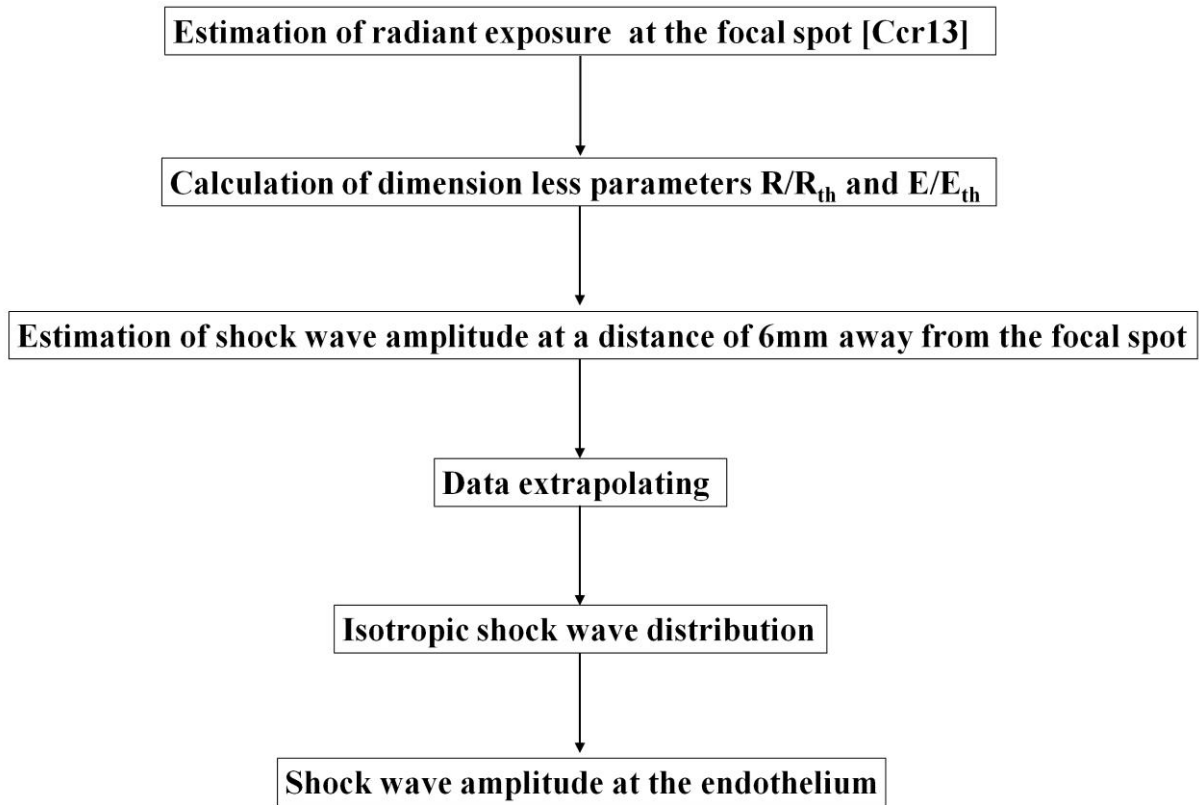 Estimation of radiant exposure at the focal spot [Ccr13]
Calculation of dimension less parameters R/Rth and E/Eth
Estimation of shock wave amplitude at a distance of 6mm away from the focal spot
Data extrapolating
Isotropic shock wave distribution
Shock wave amplitude at the endothelium